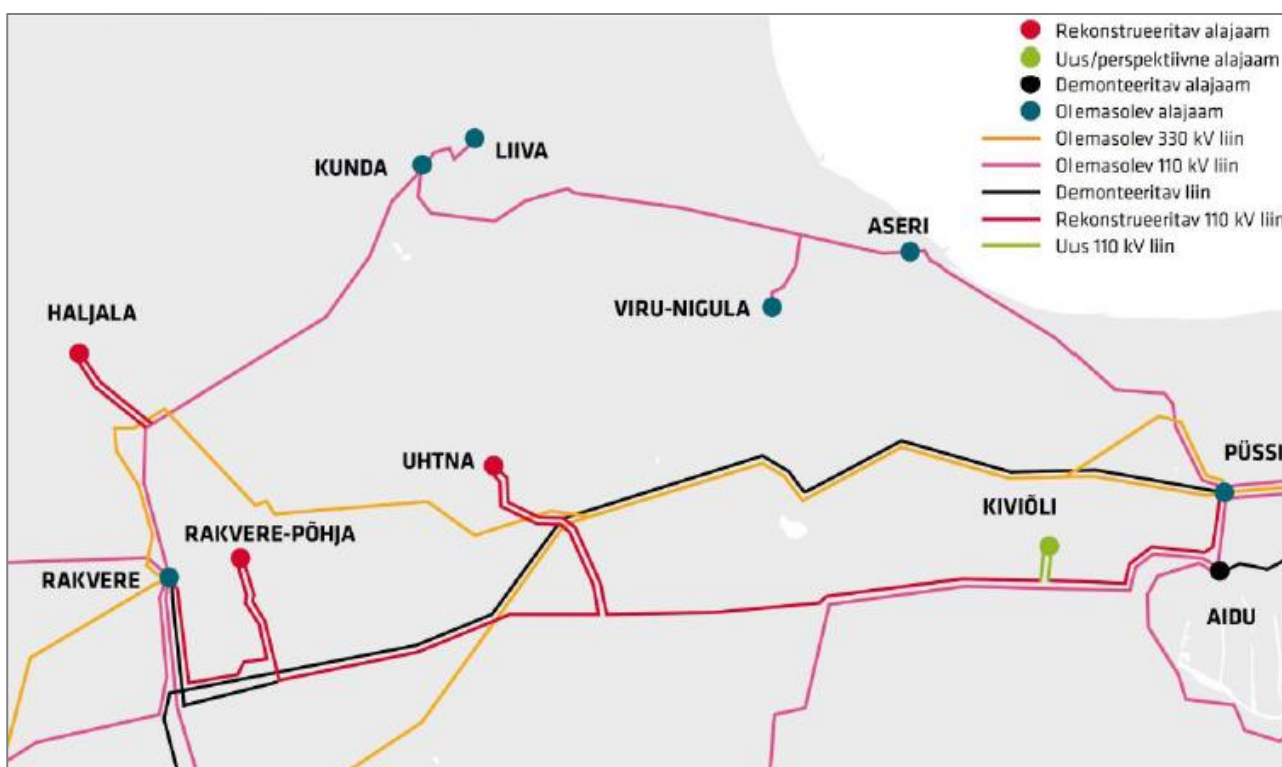 Rekonstrueeritav alajaam
Uus/perspektiivne alajaam
Demonteeritav alajaam
Olemasolev alajaam
Olemasolev 330 kV liin
Olemasolev 110 kV liin
Demonteeritav liin
Rekonstrueeritav 110 kV liin
Uus 110 kV liin
LIIVA
KUNDA
ASERI
VIRU-NIGULA
HALJALA
UHTNA
PÜSSI
KIVIÕLI
RAKVERE-PÕHJA
RAKVERE
AIDU